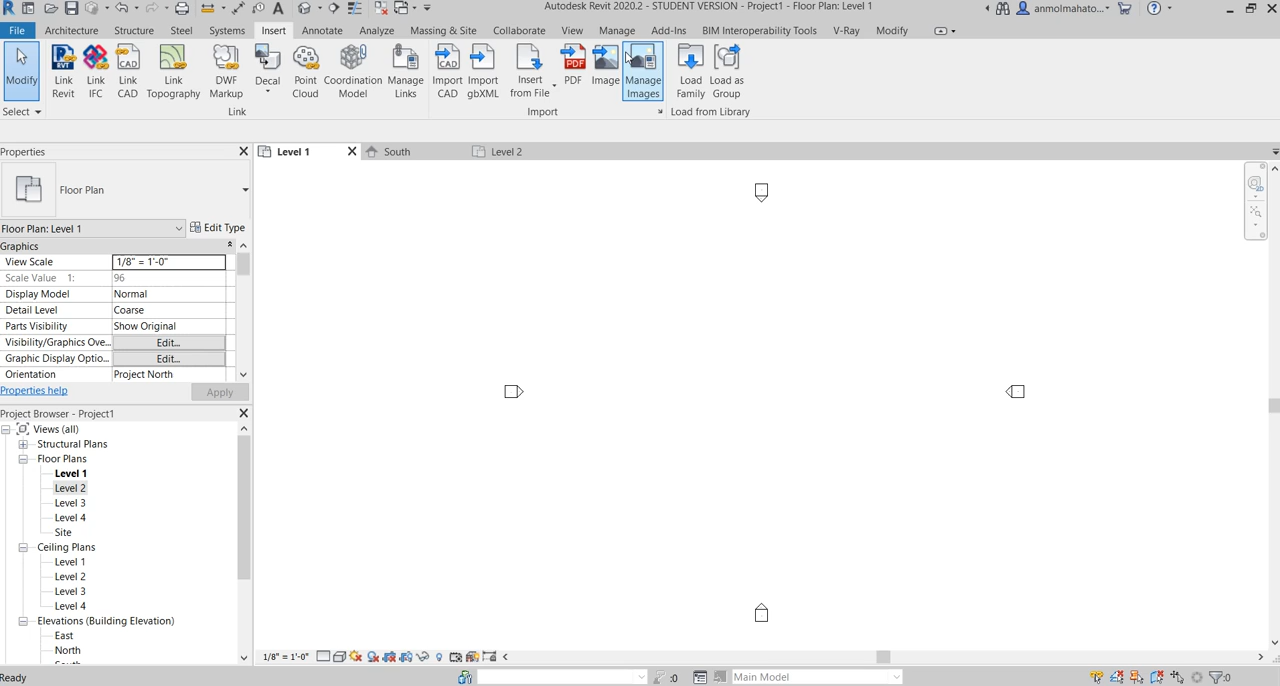 Autodesk Revit 2020.2 - STUDENT VERSION - Project1 - Floor Plan: Level 1
anmolmahato...
File Architecture Structure Steel Systems Insert Annotate Analyze Massing & Site Collaborate View Manage Add-Ins BIM Interoperability Tools V-Ray Modify
Modify
Link Revit
Link IFC
Link CAD
Link Topography
DWF Markup
Decal
Point Cloud
Coordination Model
Manage Links
Import CAD
Import gbXML
Insert from File
PDF
Image
Manage Images
Load Family
Load as Group
Select Link Import Load from Library
Properties
Level 1 South Level 2
Floor Plan
Floor Plan: Level 1 Edit Type
Graphics
View Scale 1/8" = 1'-0"
Scale Value 1: 96
Display Model Normal
Detail Level Coarse
Parts Visibility Show Original
Visibility/Graphics Ove... Edit...
Graphic Display Optio... Edit...
Orientation Project North
Properties help Apply
Project Browser - Project1
Views (all)
Structural Plans
Floor Plans
Level 1
Level 2
Level 3
Level 4
Site
Ceiling Plans
Level 1
Level 2
Level 3
Level 4
Elevations (Building Elevation)
East
North
1/8" = 1'-0"
Ready :0 Main Model :0